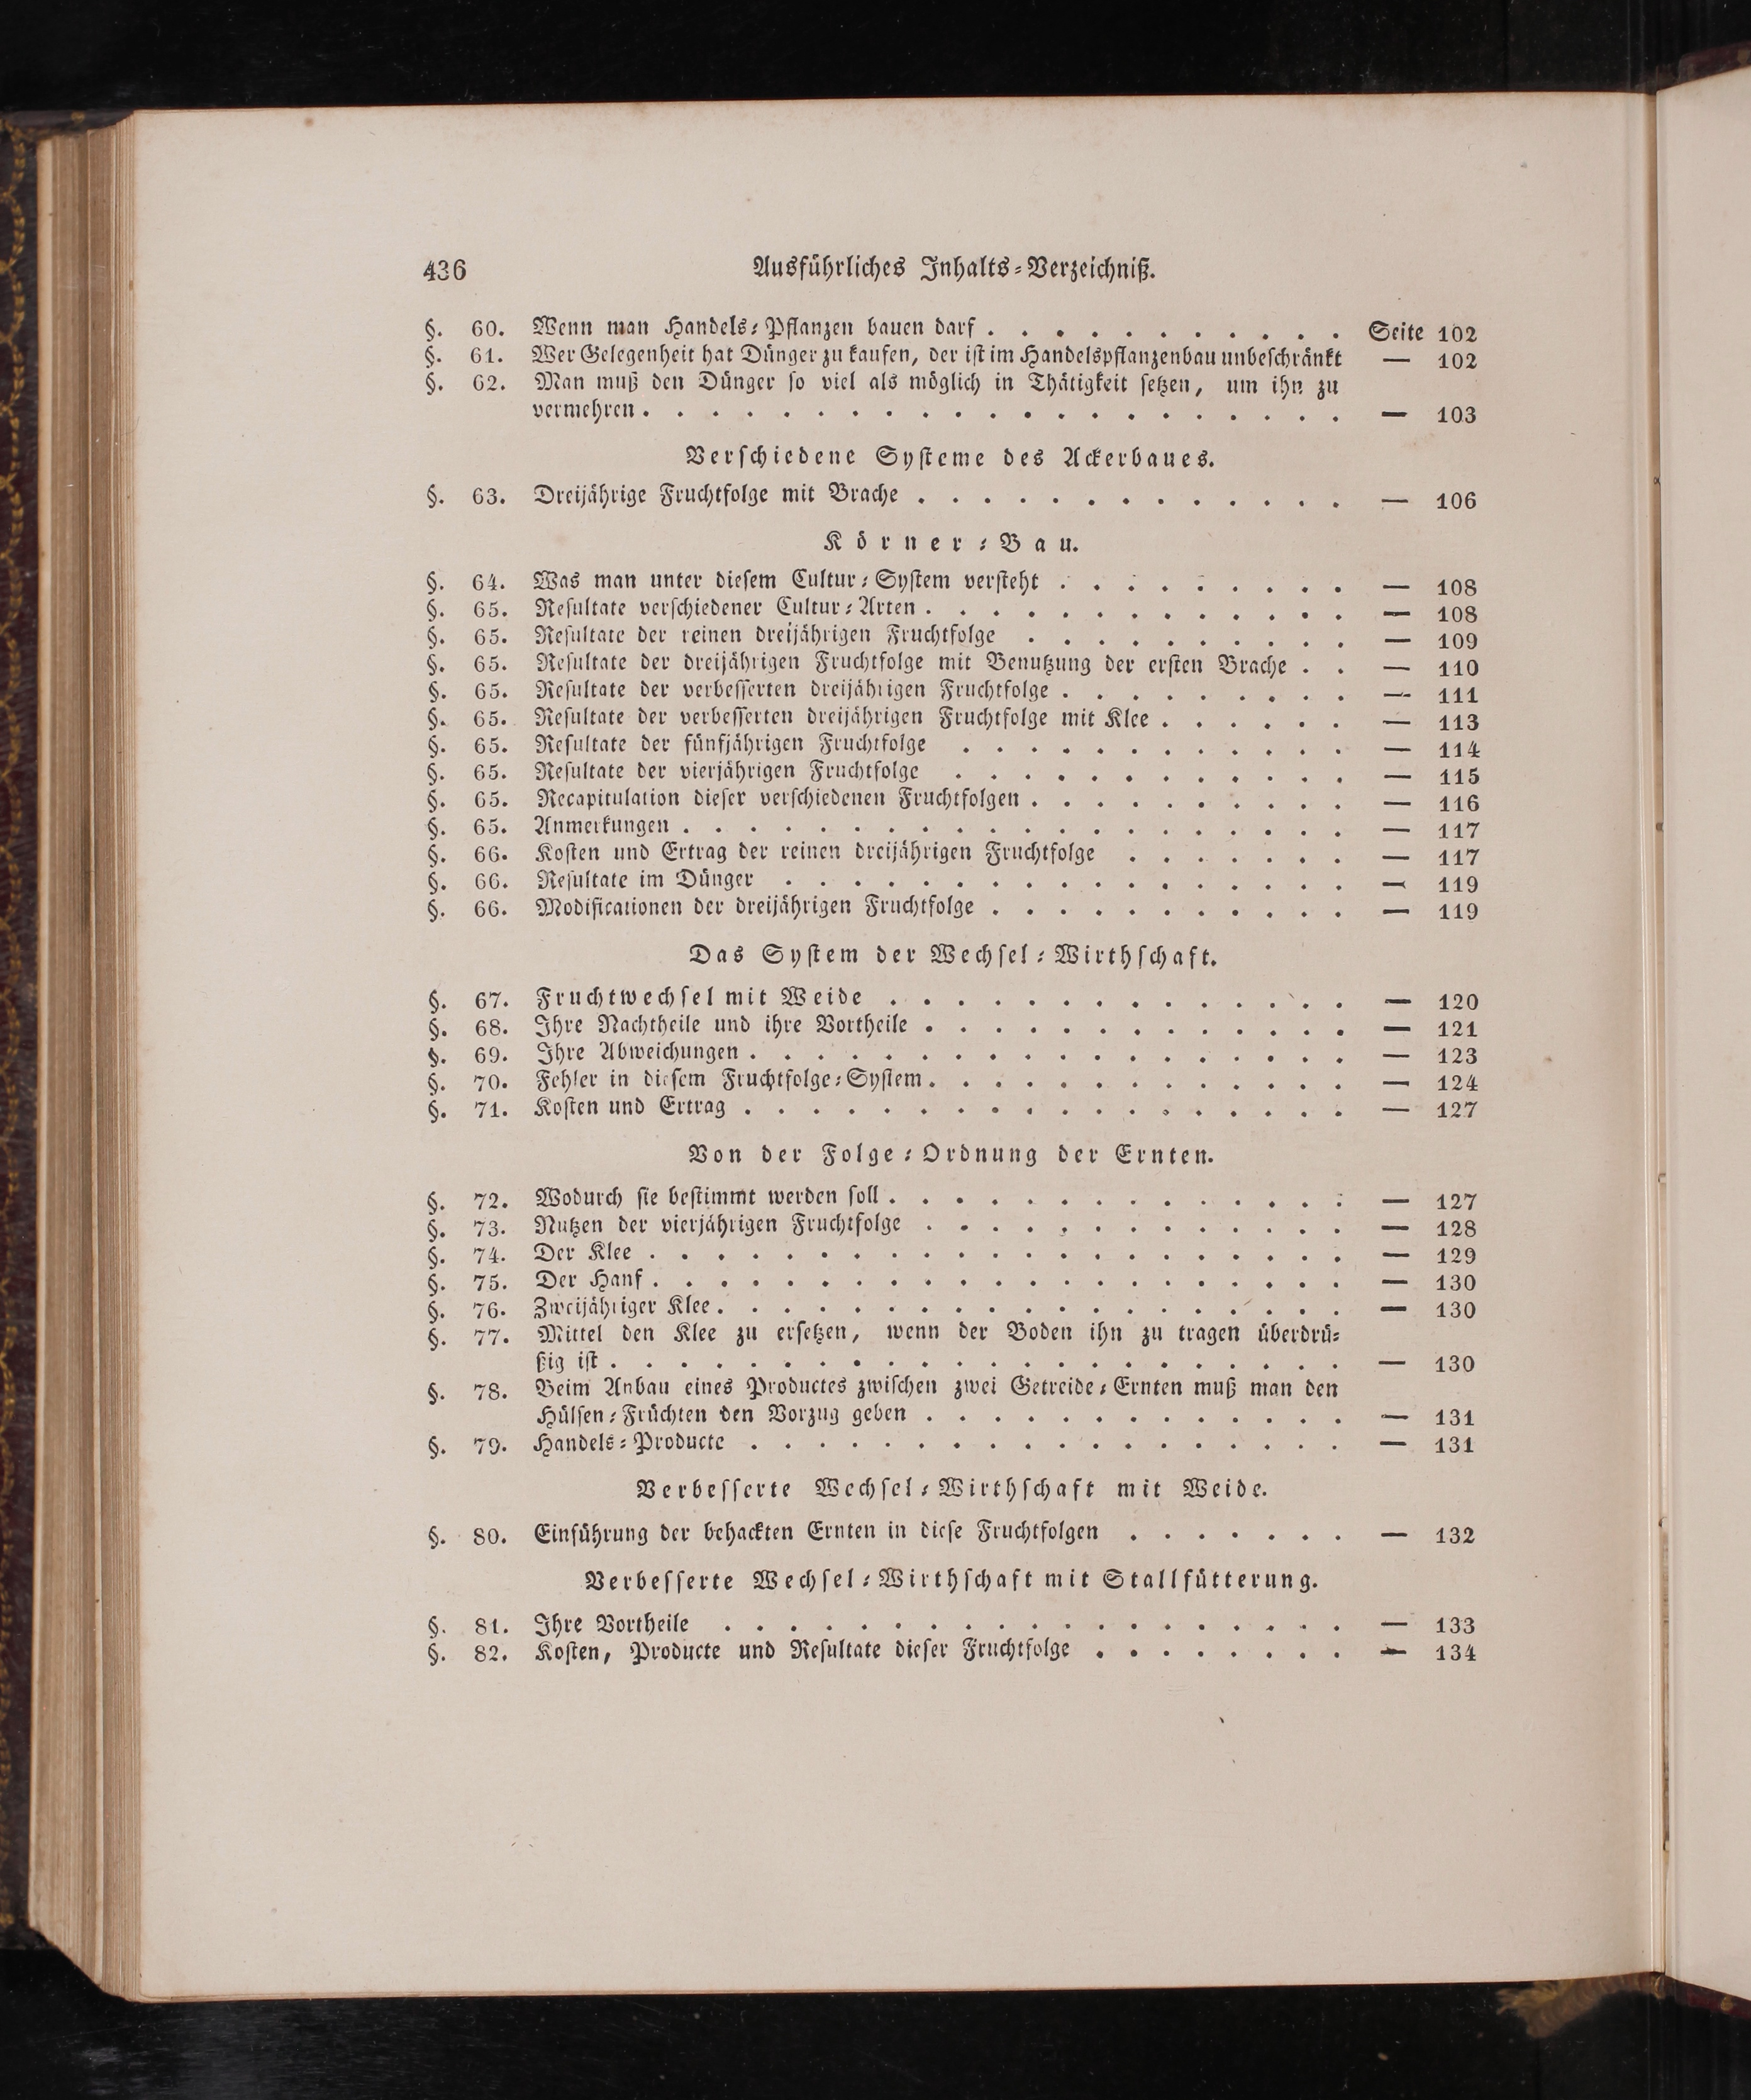 436 Ausführliches Inhalts-Verzeichniß.
§. 60. Wenn man Handels-Pflanzen bauen darf . . . . . . . . . . . Seite 102
§. 61. Wer Gelegenheit hat Dünger zu kaufen, der ist im Handelspflanzenbau unbeschränkt — 102
§. 62. Man muß den Dünger so viel als möglich in Thätigkeit setzen, um ihn zu
vermehren . . . . . . . . . . . . . . . . . . . . . — 103
Verschiedene Systeme des Ackerbaues.
§. 63. Dreijährige Fruchtfolge mit Brache . . . . . . . . . . . . . — 106
Körner-Bau.
§. 64. Was man unter diesem Cultur-System versteht . . . . . . . . . — 108
§. 65. Resultate verschiedener Cultur-Arten . . . . . . . . . . . . . — 108
§. 65. Resultate der reinen dreijährigen Fruchtfolge . . . . . . . . . . — 109
§. 65. Resultate der dreijährigen Fruchtfolge mit Benutzung der ersten Brache . . — 110
§. 65. Resultate der verbesserten dreijährigen Fruchtfolge . . . . . . . . . — 111
§. 65. Resultate der verbesserten dreijährigen Fruchtfolge mit Klee . . . . . . — 113
§. 65. Resultate der fünfjährigen Fruchtfolge . . . . . . . . . . . . — 114
§. 65. Resultate der vierjährigen Fruchtfolge . . . . . . . . . . . . — 115
§. 65. Recapitulation dieser verschiedenen Fruchtfolgen . . . . . . . . . . — 116
§. 65. Anmerkungen . . . . . . . . . . . . . . . . . . . . — 117
§. 66. Kosten und Ertrag der reinen dreijährigen Fruchtfolge . . . . . . . — 117
§. 66. Resultate im Dünger . . . . . . . . . . . . . . . . . — 119
§. 66. Modificationen der dreijährigen Fruchtfolge . . . . . . . . . . . — 119
Das System der Wechsel-Wirthschaft.
§. 67. Fruchtwechsel mit Weide . . . . . . . . . . . . . . — 120
§. 68. Ihre Nachtheile und ihre Vortheile . . . . . . . . . . . . . — 121
§. 69. Ihre Abweichungen . . . . . . . . . . . . . . . . . . — 123
§. 70. Fehler in diesem Fruchtfolge-System . . . . . . . . . . . . . — 124
§. 71. Kosten und Ertrag . . . . . . . . . . . . . . . . . . — 127
Von der Folge-Ordnung der Ernten.
§. 72. Wodurch sie bestimmt werden soll . . . . . . . . . . . . . . — 127
§. 73. Nutzen der vierjährigen Fruchtfolge . . . . . . . . . . . . . — 128
§. 74. Der Klee . . . . . . . . . . . . . . . . . . . . . — 129
§. 75. Der Hanf . . . . . . . . . . . . . . . . . . . . . — 130
§. 76. Zweijähriger Klee . . . . . . . . . . . . . . . . . . . — 130
§. 77. Mittel den Klee zu ersetzen, wenn der Boden ihn zu tragen überdrü-
ßig ist . . . . . . . . . . . . . . . . . . . . . . — 130
§. 78. Beim Anbau eines Productes zwischen zwei Getreide-Ernten muß man den
Hülsen-Früchten den Vorzug geben . . . . . . . . . . . . . — 131
§. 79. Handels-Producte . . . . . . . . . . . . . . . . . . — 131
Verbesserte Wechsel-Wirthschaft mit Weide.
§. 80. Einführung der behackten Ernten in diese Fruchtfolgen . . . . . . . — 132
Verbesserte Wechsel-Wirthschaft mit Stallfütterung.
§. 81. Ihre Vortheile . . . . . . . . . . . . . . . . . . . — 133
§. 82. Kosten, Producte und Resultate dieser Fruchtfolge . . . . . . . . — 134